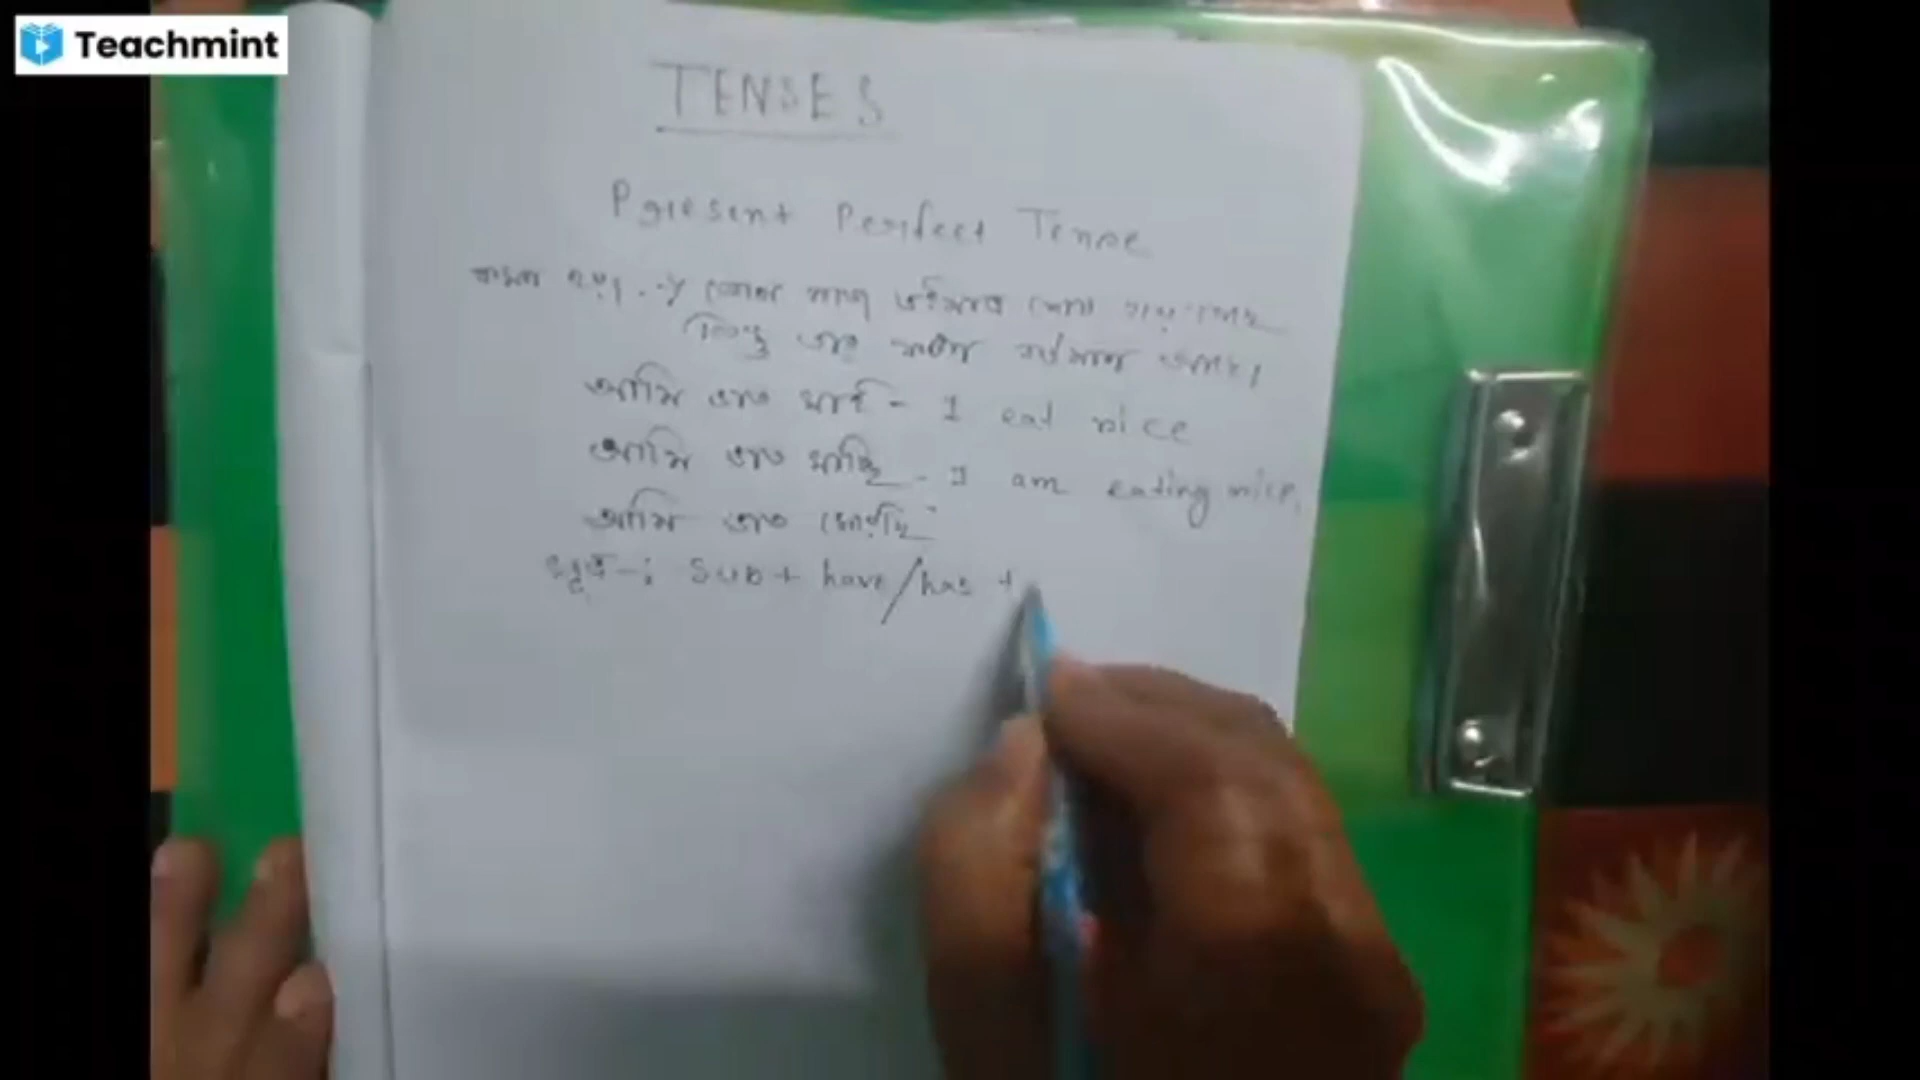 Teachmint
TENSES
Present Perfect Tense
কখন হয়। -> কোনো কাজ
কিন্তু তার ফল বর্তমান আছে।
আমি ভাত খাই - I eat rice
আমি ভাত খাচ্ছি - I am eating rice.
আমি ভাত খেয়েছি -
সূত্র-: Sub + have/has +